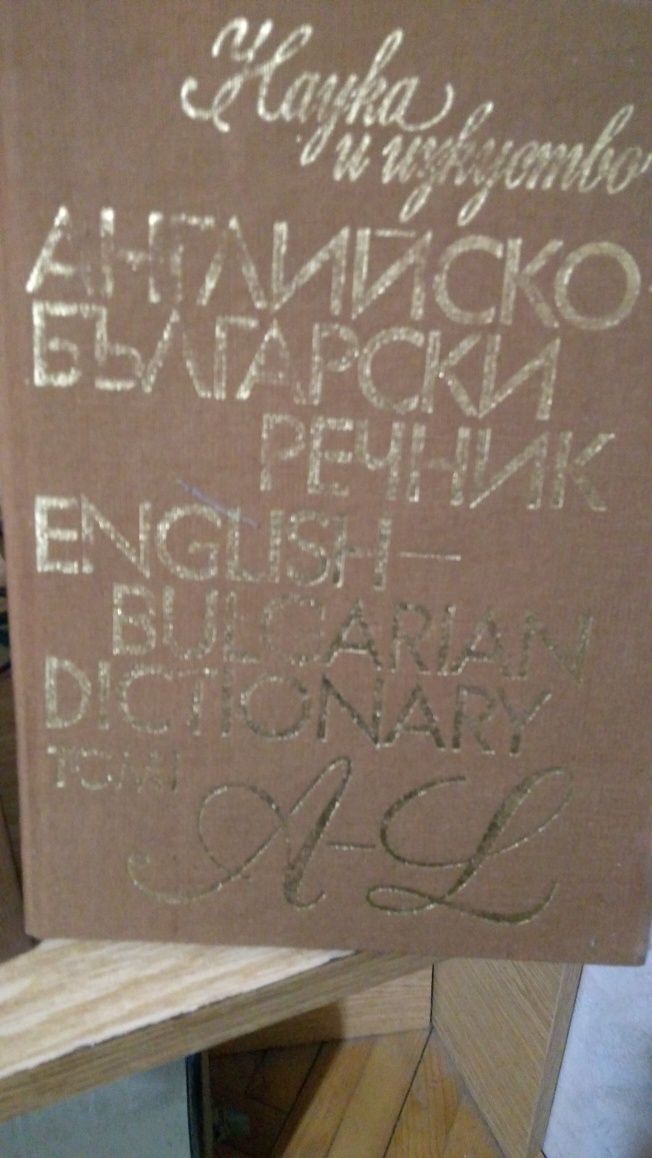 Наука
и изкуство
АНГЛИЙСКО-
БЪЛГАРСКИ
РЕЧНИК
ENGLISH—
BULGARIAN
DICTIONARY
ТОМ I
A–L